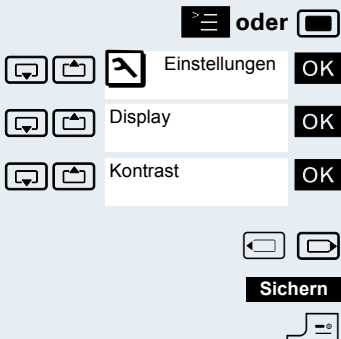 oder
Einstellungen OK
Display OK
Kontrast OK
Sichern